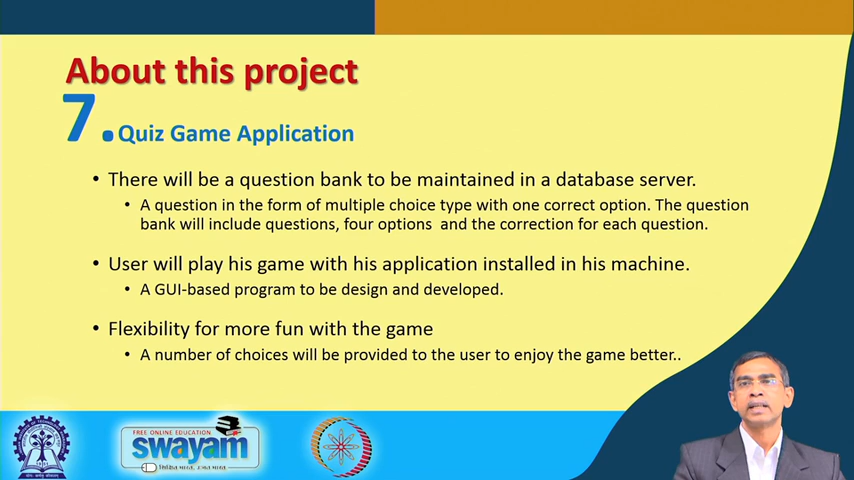 About this project
7. Quiz Game Application
• There will be a question bank to be maintained in a database server.
• A question in the form of multiple choice type with one correct option. The question
bank will include questions, four options and the correction for each question.
• User will play his game with his application installed in his machine.
• A GUI-based program to be design and developed.
• Flexibility for more fun with the game
• A number of choices will be provided to the user to enjoy the game better..
FREE ONLINE EDUCATION
swayam